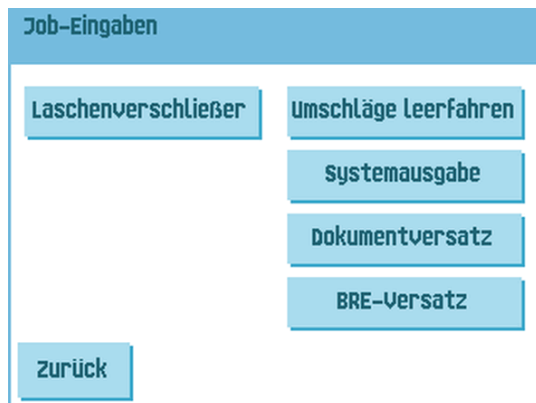 Job-Eingaben
Laschenverschließer
Umschläge leerfahren
Systemausgabe
Dokumentversatz
BRE-Versatz
Zurück